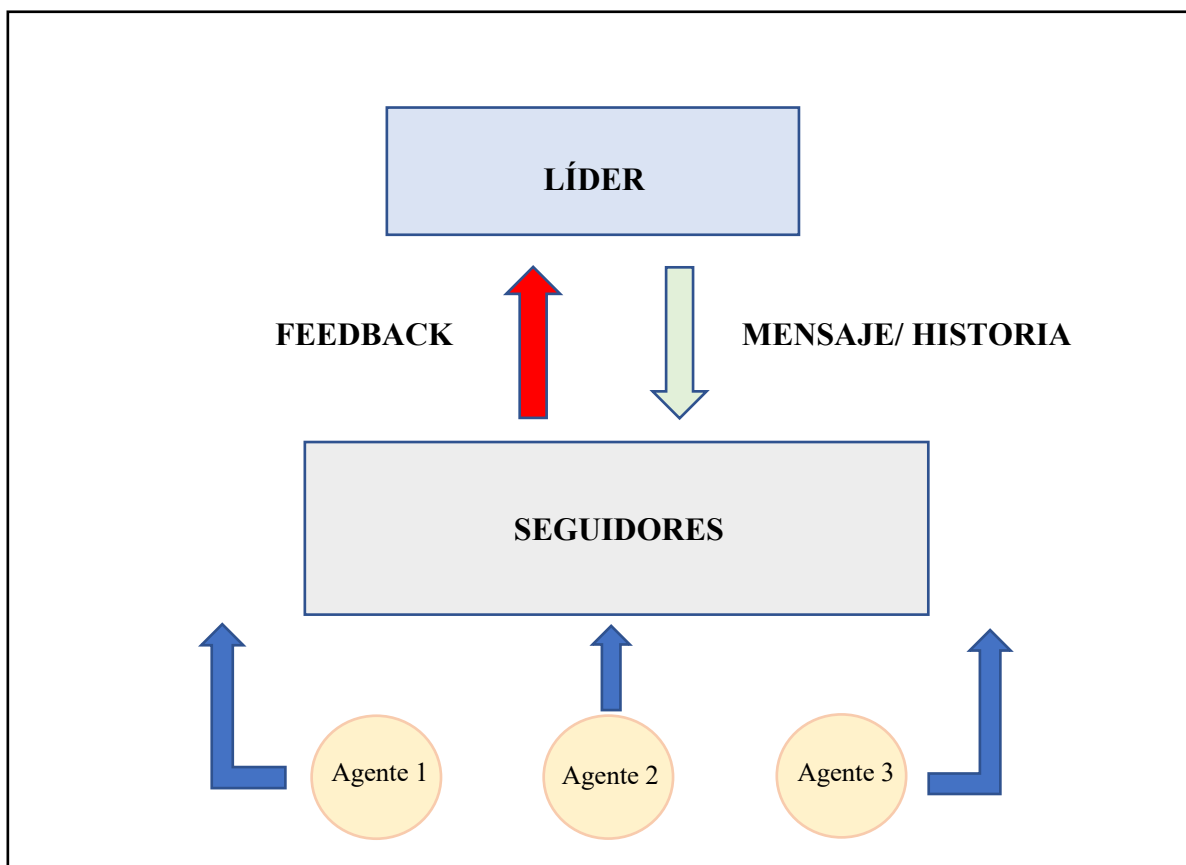 LÍDER
FEEDBACK
MENSAJE/ HISTORIA
SEGUIDORES
Agente 1
Agente 2
Agente 3